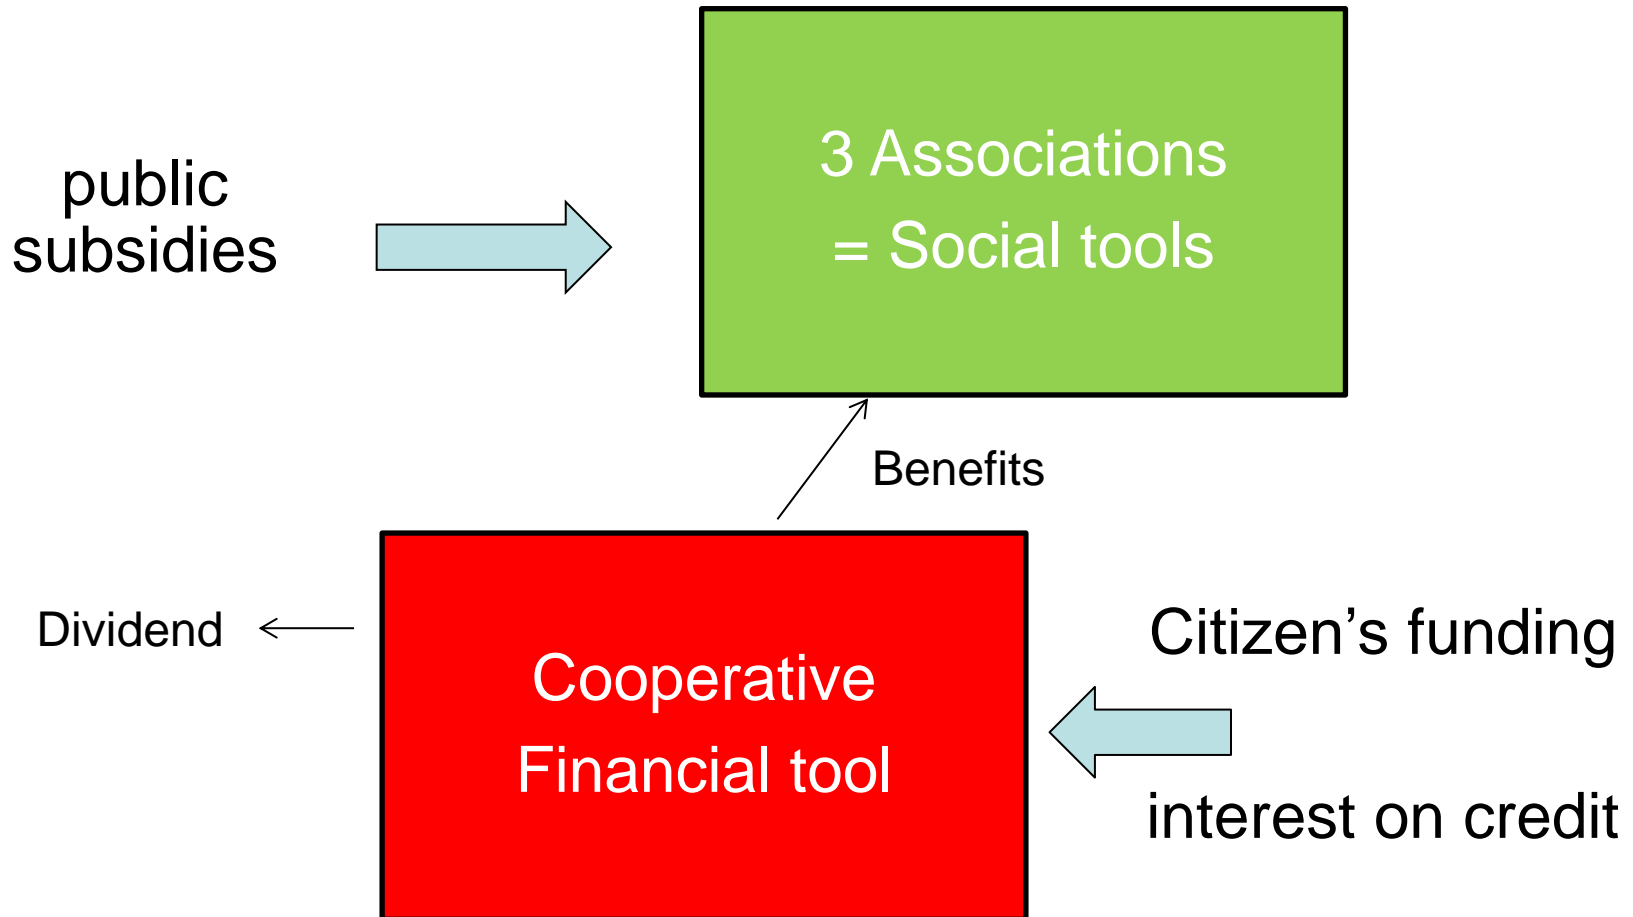 public
subsidies
3 Associations
= Social tools
Benefits
Dividend
Cooperative
Financial tool
Citizen’s funding
interest on credit